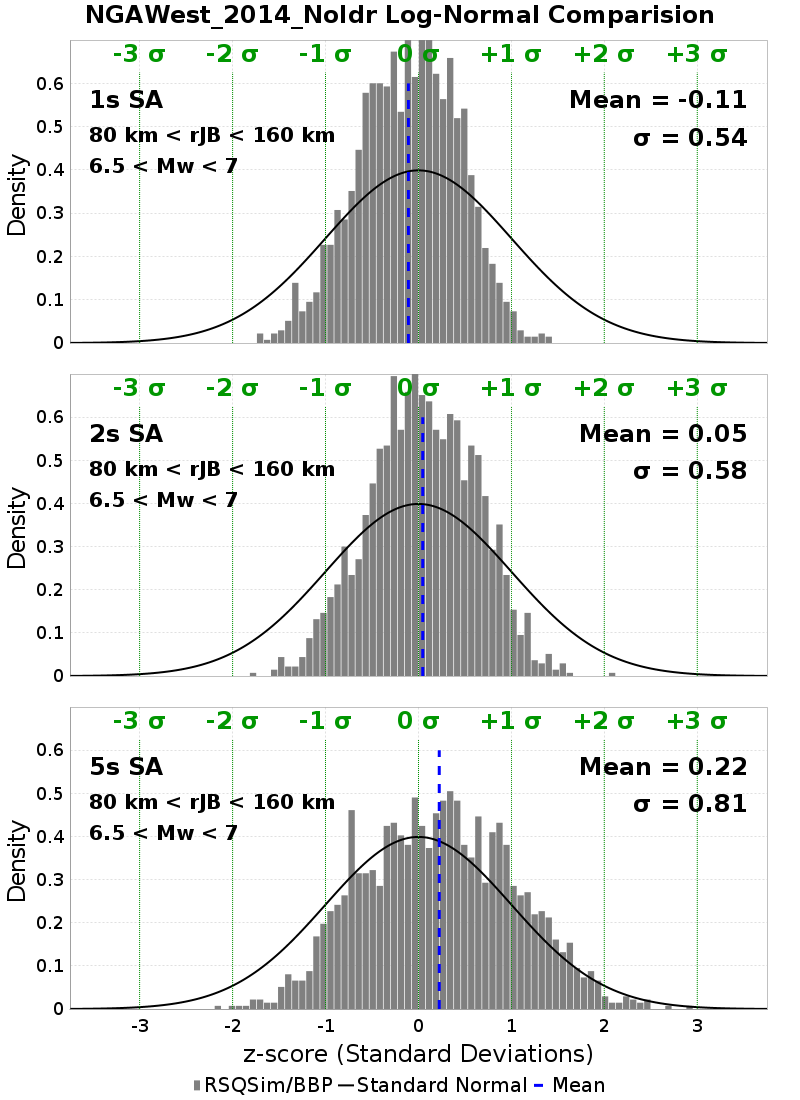 NGAWest_2014_NoIdr Log-Normal Comparision
-3 σ -2 σ -1 σ 0 σ +1 σ +2 σ +3 σ
0.6
1s SA Mean = -0.11
0.5
80 km < rJB < 160 km σ = 0.54
6.5 < Mw < 7
0.4
Density
0.3
0.2
0.1
0
-3 σ -2 σ -1 σ 0 σ +1 σ +2 σ +3 σ
0.6
2s SA Mean = 0.05
0.5
80 km < rJB < 160 km σ = 0.58
6.5 < Mw < 7
0.4
Density
0.3
0.2
0.1
0
-3 σ -2 σ -1 σ 0 σ +1 σ +2 σ +3 σ
0.6
5s SA Mean = 0.22
0.5
80 km < rJB < 160 km σ = 0.81
6.5 < Mw < 7
0.4
Density
0.3
0.2
0.1
0
-3 -2 -1 0 1 2 3
z-score (Standard Deviations)
RSQSim/BBP Standard Normal Mean